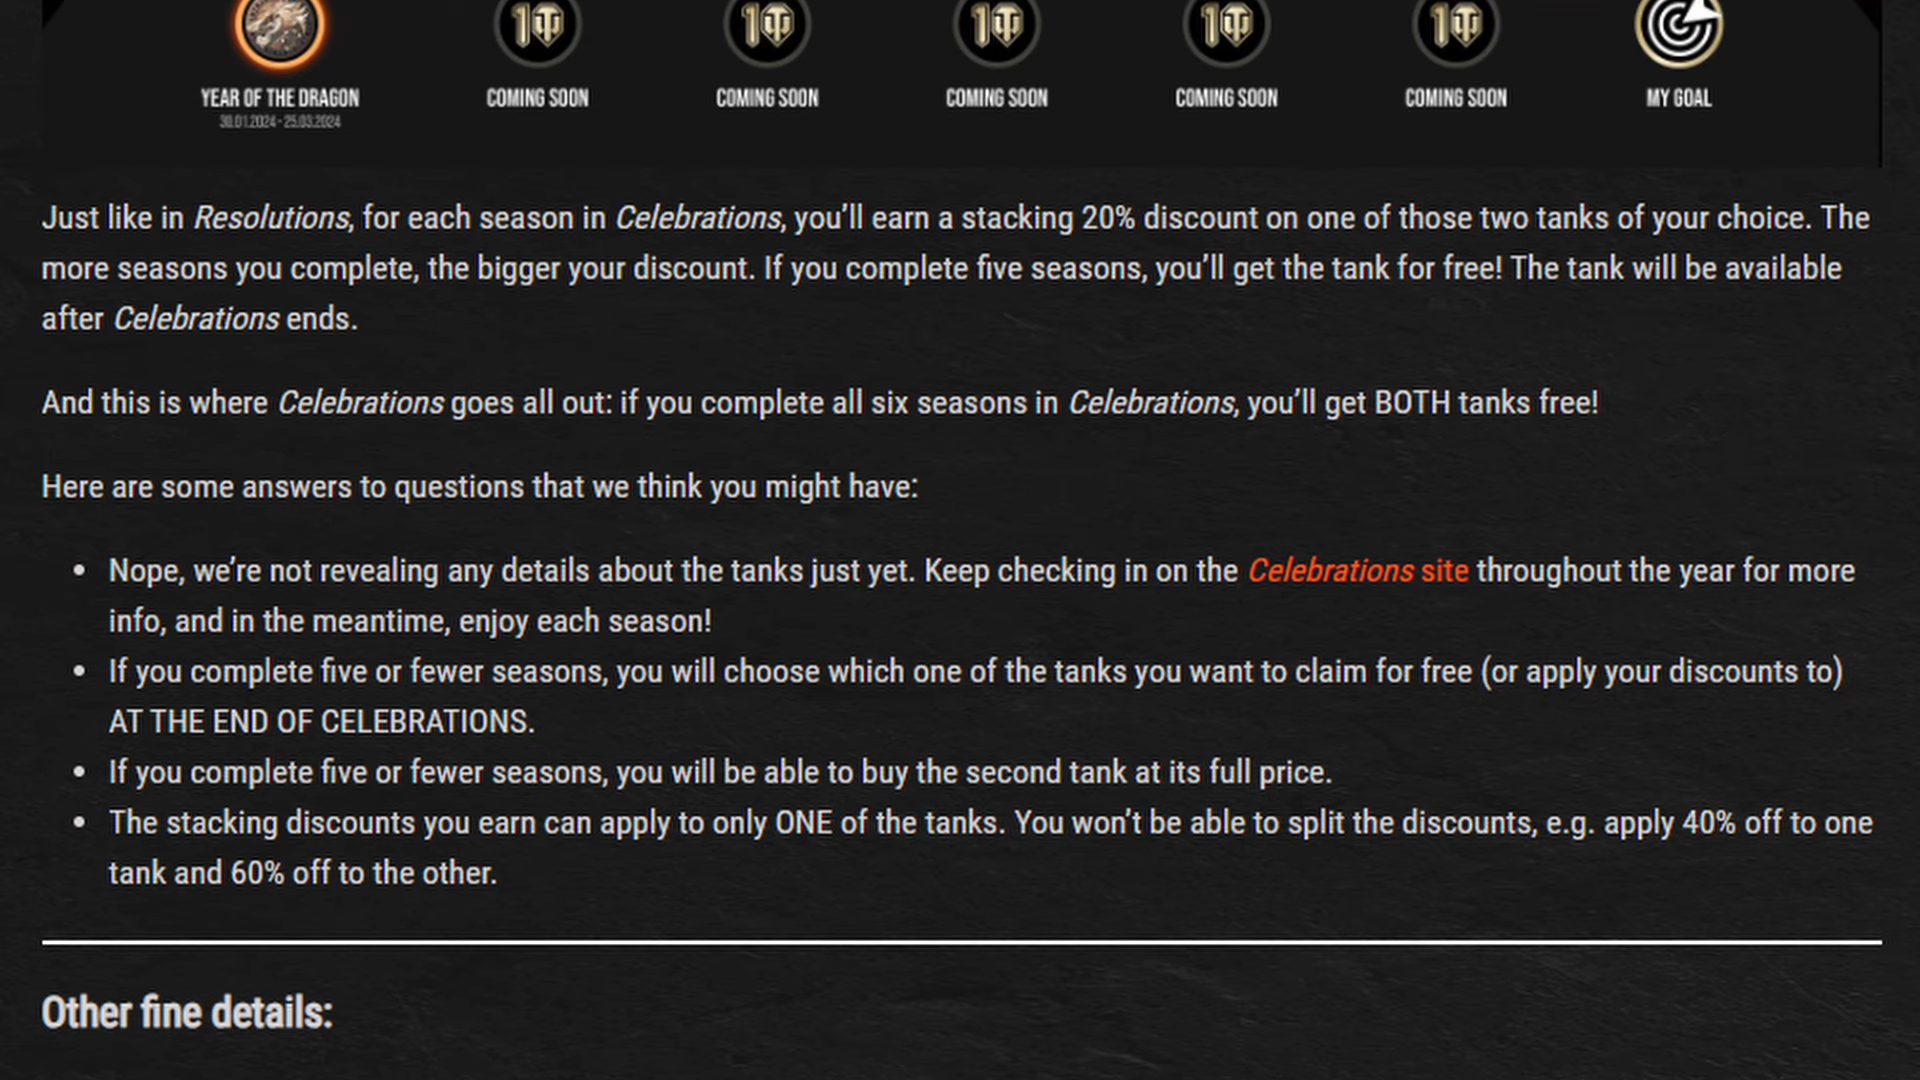 YEAR OF THE DRAGON
30.01.2024 - 25.03.2024
10
COMING SOON
10
COMING SOON
10
COMING SOON
10
COMING SOON
10
COMING SOON
MY GOAL
Just like in Resolutions, for each season in Celebrations, you’ll earn a stacking 20% discount on one of those two tanks of your choice. The
more seasons you complete, the bigger your discount. If you complete five seasons, you’ll get the tank for free! The tank will be available
after Celebrations ends.
And this is where Celebrations goes all out: if you complete all six seasons in Celebrations, you’ll get BOTH tanks free!
Here are some answers to questions that we think you might have:
• Nope, we’re not revealing any details about the tanks just yet. Keep checking in on the Celebrations site throughout the year for more
info, and in the meantime, enjoy each season!
• If you complete five or fewer seasons, you will choose which one of the tanks you want to claim for free (or apply your discounts to)
AT THE END OF CELEBRATIONS.
• If you complete five or fewer seasons, you will be able to buy the second tank at its full price.
• The stacking discounts you earn can apply to only ONE of the tanks. You won’t be able to split the discounts, e.g. apply 40% off to one
tank and 60% off to the other.
Other fine details: